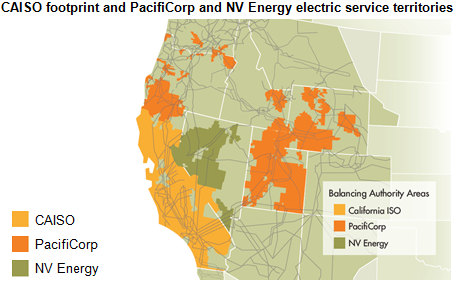 CAISO footprint and PacifiCorp and NV Energy electric service territories
CAISO
PacifiCorp
NV Energy
Balancing Authority Areas
California ISO
PacifiCorp
NV Energy